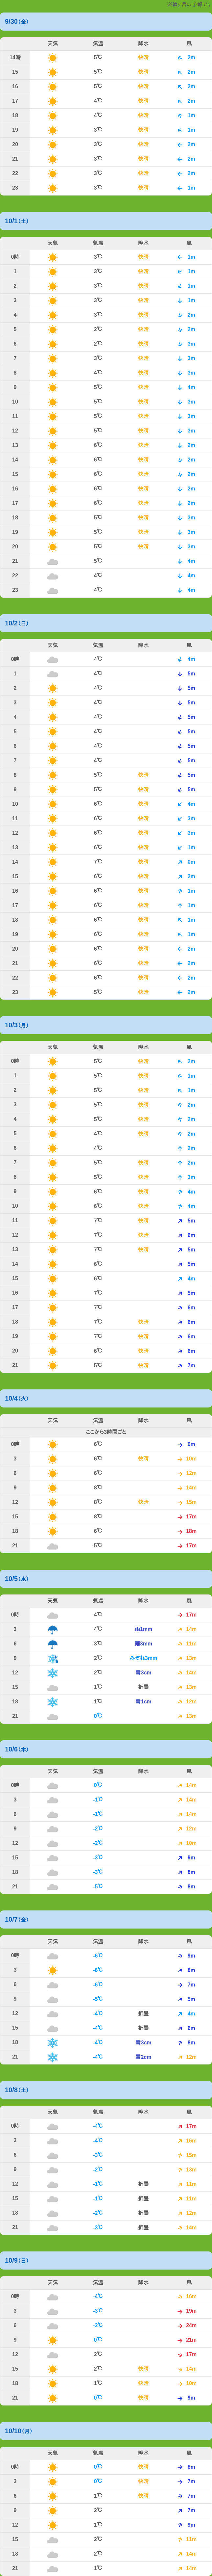 9/30(金)
天気 気温 降水 風
14時 5℃ 快晴 2m
15 5℃ 快晴 2m
16 5℃ 快晴 2m
17 4℃ 快晴 2m
18 4℃ 快晴 1m
19 3℃ 快晴 1m
20 3℃ 快晴 2m
21 3℃ 快晴 2m
22 3℃ 快晴 2m
23 3℃ 快晴 1m
10/1(土)
天気 気温 降水 風
0時 3℃ 快晴 1m
1 3℃ 快晴 1m
2 3℃ 快晴 1m
3 3℃ 快晴 1m
4 3℃ 快晴 2m
5 2℃ 快晴 2m
6 2℃ 快晴 3m
7 3℃ 快晴 3m
8 4℃ 快晴 3m
9 5℃ 快晴 4m
10 5℃ 快晴 3m
11 5℃ 快晴 3m
12 5℃ 快晴 3m
13 6℃ 快晴 2m
14 6℃ 快晴 2m
15 6℃ 快晴 2m
16 6℃ 快晴 2m
17 6℃ 快晴 2m
18 5℃ 快晴 3m
19 5℃ 快晴 3m
20 5℃ 快晴 3m
21 5℃ 4m
22 4℃ 4m
23 4℃ 4m
10/2(日)
天気 気温 降水 風
0時 4℃ 4m
1 4℃ 5m
2 4℃ 5m
3 4℃ 5m
4 4℃ 5m
5 4℃ 5m
6 4℃ 5m
7 4℃ 5m
8 5℃ 快晴 5m
9 5℃ 快晴 5m
10 6℃ 快晴 4m
11 6℃ 快晴 3m
12 6℃ 快晴 3m
13 6℃ 快晴 1m
14 7℃ 快晴 0m
15 6℃ 快晴 2m
16 6℃ 快晴 1m
17 6℃ 快晴 1m
18 6℃ 快晴 1m
19 6℃ 快晴 1m
20 6℃ 快晴 2m
21 6℃ 快晴 2m
22 6℃ 快晴 2m
23 5℃ 快晴 2m
10/3(月)
天気 気温 降水 風
0時 5℃ 快晴 2m
1 5℃ 快晴 1m
2 5℃ 快晴 1m
3 5℃ 快晴 2m
4 5℃ 快晴 2m
5 4℃ 快晴 2m
6 4℃ 2m
7 5℃ 快晴 2m
8 5℃ 快晴 3m
9 6℃ 快晴 4m
10 6℃ 快晴 4m
11 7℃ 快晴 5m
12 7℃ 快晴 6m
13 7℃ 快晴 5m
14 6℃ 5m
15 6℃ 4m
16 7℃ 5m
17 7℃ 6m
18 7℃ 快晴 6m
19 7℃ 快晴 6m
20 6℃ 快晴 6m
21 5℃ 快晴 7m
10/4(火)
天気 気温 降水 風
ここから3時間ごと
0時 6℃ 9m
3 6℃ 快晴 10m
6 6℃ 12m
9 8℃ 14m
12 8℃ 快晴 15m
15 8℃ 17m
18 6℃ 18m
21 5℃ 17m
10/5(水)
天気 気温 降水 風
0時 4℃ 17m
3 4℃ 雨1mm 14m
6 3℃ 雨3mm 11m
9 2℃ みぞれ3mm 13m
12 2℃ 雪3cm 14m
15 1℃ 折曇 13m
18 1℃ 雪1cm 12m
21 0℃ 13m
10/6(木)
天気 気温 降水 風
0時 0℃ 14m
3 -1℃ 14m
6 -1℃ 14m
9 -2℃ 12m
12 -2℃ 10m
15 -3℃ 9m
18 -3℃ 8m
21 -5℃ 8m
10/7(金)
天気 気温 降水 風
0時 -6℃ 9m
3 -6℃ 8m
6 -6℃ 7m
9 -5℃ 5m
12 -4℃ 折曇 4m
15 -4℃ 折曇 6m
18 -4℃ 雪3cm 8m
21 -4℃ 雪2cm 12m
10/8(土)
天気 気温 降水 風
0時 -4℃ 17m
3 -4℃ 16m
6 -3℃ 15m
9 -2℃ 13m
12 -1℃ 折曇 11m
15 -1℃ 折曇 11m
18 -2℃ 折曇 12m
21 -3℃ 折曇 14m
10/9(日)
天気 気温 降水 風
0時 -4℃ 16m
3 -3℃ 19m
6 -2℃ 24m
9 0℃ 21m
12 2℃ 17m
15 2℃ 快晴 14m
18 1℃ 快晴 10m
21 0℃ 快晴 9m
10/10(月)
天気 気温 降水 風
0時 0℃ 快晴 8m
3 0℃ 快晴 7m
6 1℃ 快晴 7m
9 2℃ 7m
12 1℃ 9m
15 2℃ 11m
18 2℃ 14m
21 1℃ 14m